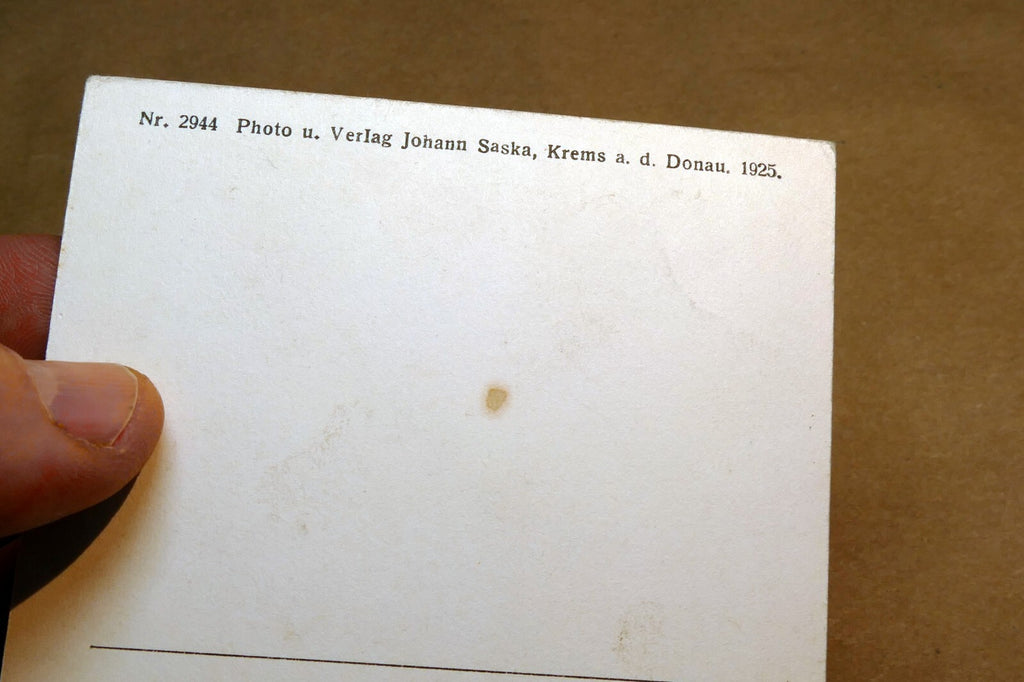 Nr. 2944 Photo u. Verlag Johann Saska, Krems a. d. Donau. 1925.